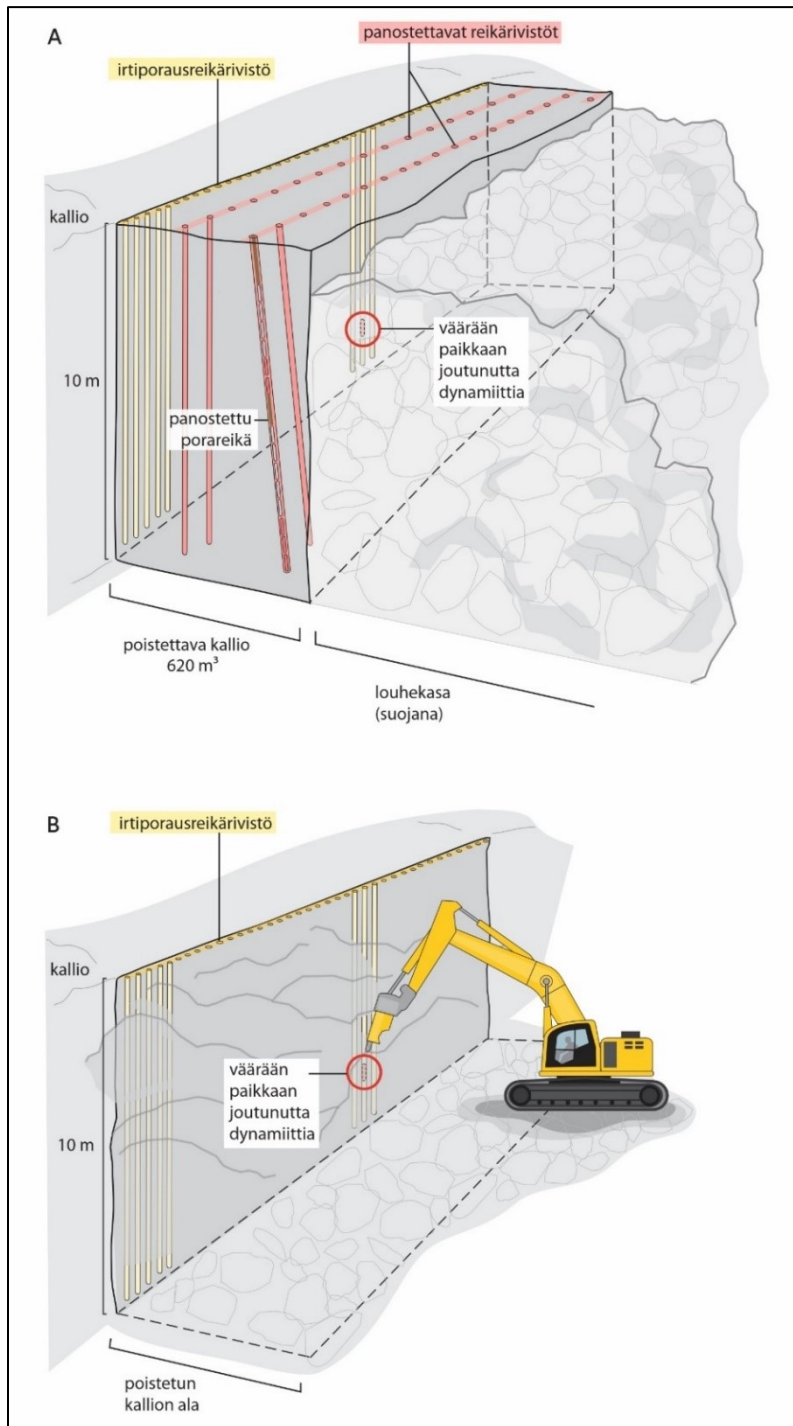 A
panostettavat reikärivistöt
irtiporausreikärivistö
kallio
10 m
väärään
paikkaan
joutunutta
dynamiittia
panostettu
porareikä
poistettava kallio
620 m³
louhekasa
(suojana)
B
irtiporausreikärivistö
kallio
väärään
paikkaan
joutunutta
dynamiittia
10 m
poistetun
kallion ala